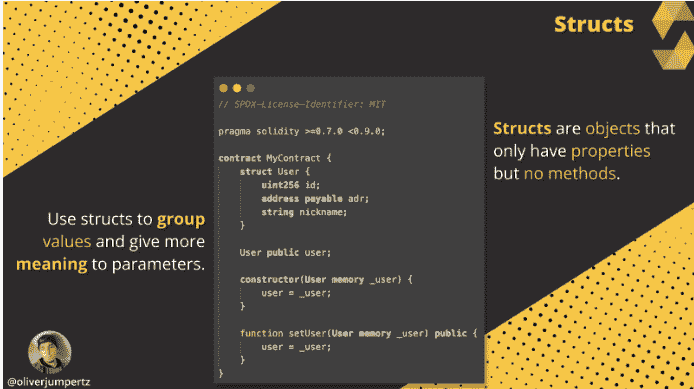 Structs
// SPDX-License-Identifier: MIT
pragma solidity >=0.7.0 <0.9.0;
contract MyContract {
struct User {
uint256 id;
address payable adr;
string nickname;
}
User public user;
constructor(User memory _user) {
user = _user;
}
function setUser(User memory _user) public {
user = _user;
}
}
Structs are objects that
only have properties
but no methods.
Use structs to group
values and give more
meaning to parameters.
@oliverjumpertz